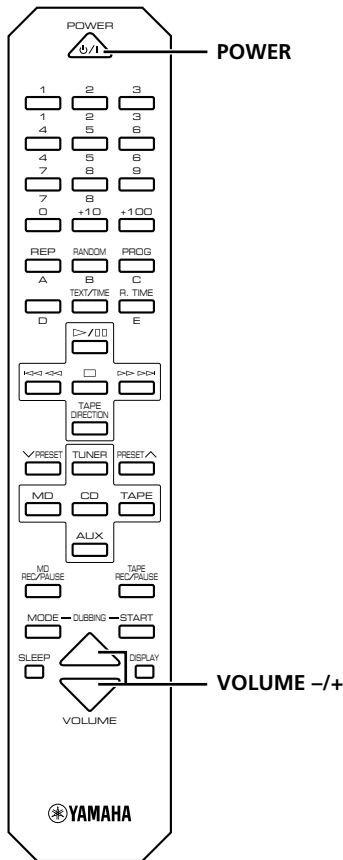 POWER
⏻/I
POWER
1 2 3
1 2 3
4 5 6
4 5 6
7 8 9
7 8
0 +10 +100
REP RANDOM PROG
A B C
TEXT/TIME R. TIME
D E
TAPE
DIRECTION
PRESET TUNER PRESET
MD CD TAPE
AUX
MD
REC/PAUSE
TAPE
REC/PAUSE
MODE – DUBBING – START
SLEEP DISPLAY
VOLUME –/+
VOLUME
YAMAHA